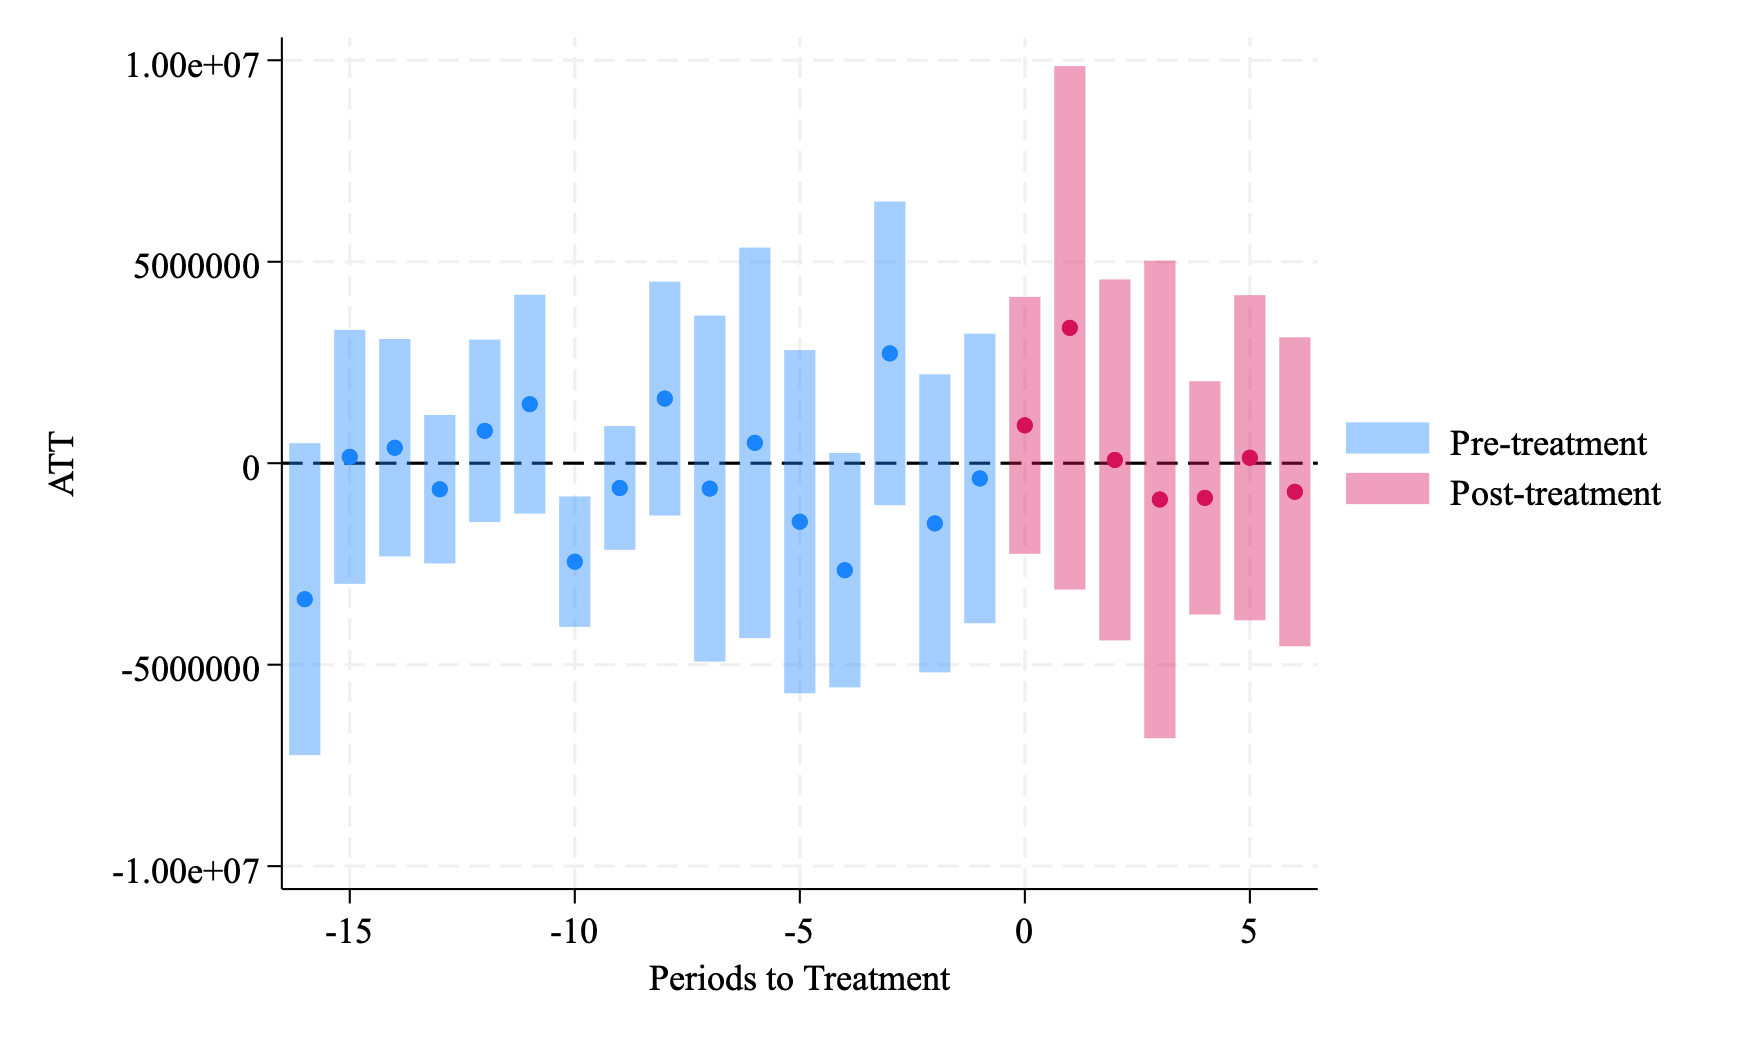 1.00e+07
5000000
0
-5000000
-1.00e+07
ATT
-15 -10 -5 0 5
Periods to Treatment
Pre-treatment
Post-treatment